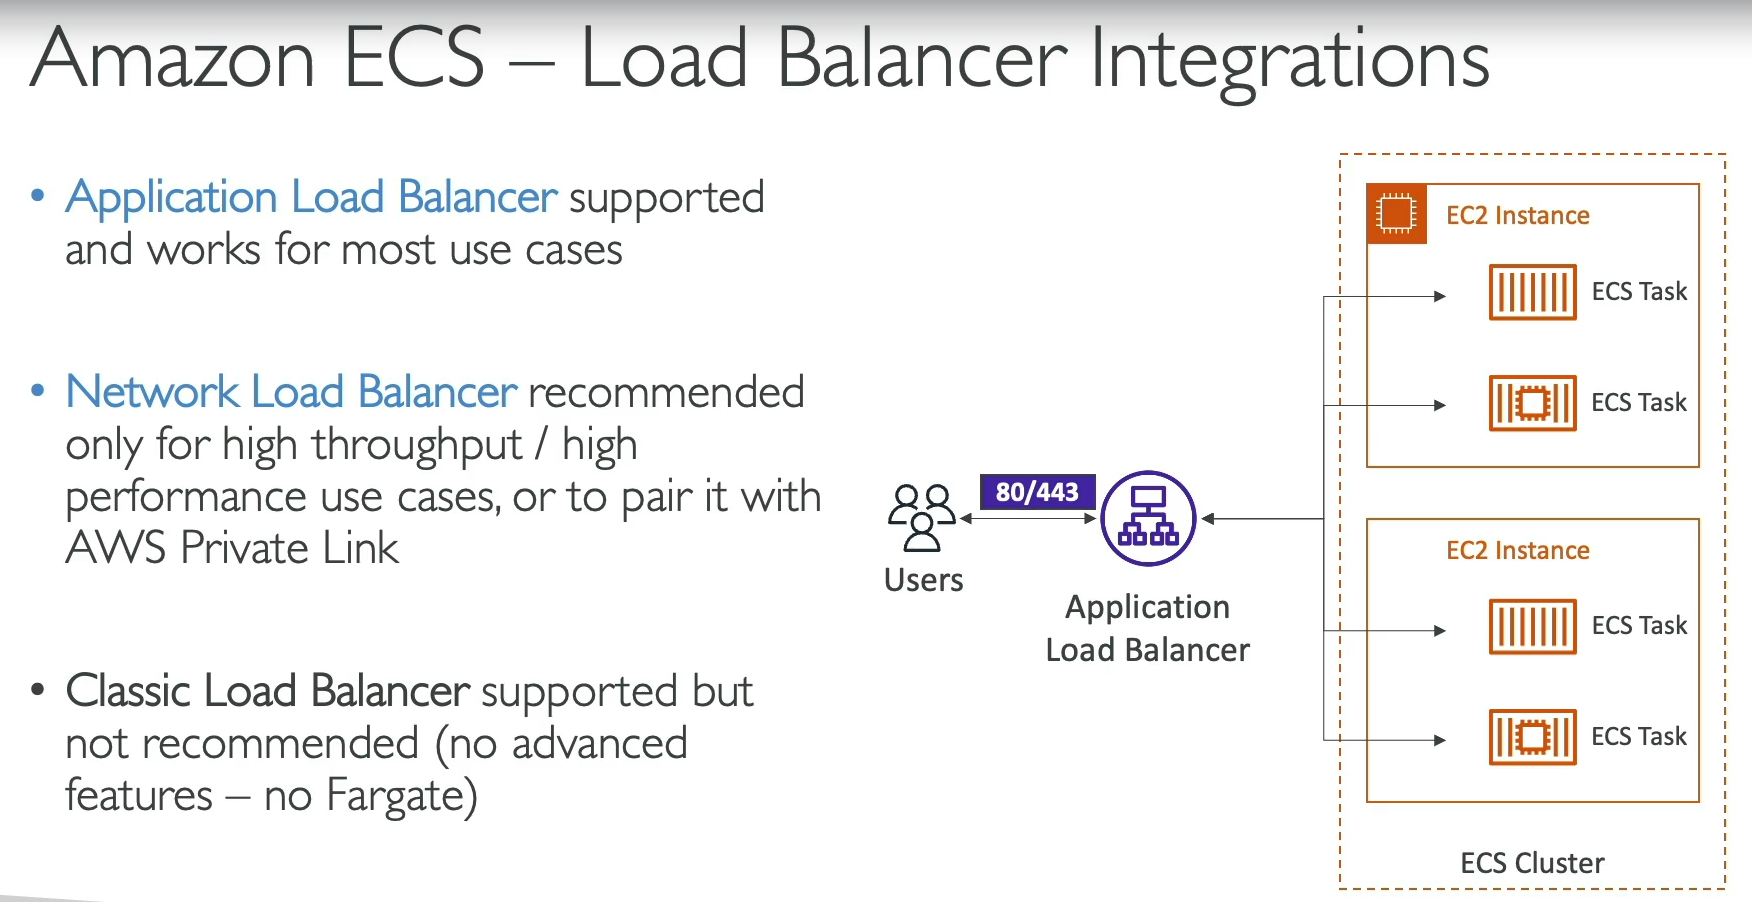 Amazon ECS – Load Balancer Integrations
• Application Load Balancer supported
and works for most use cases
• Network Load Balancer recommended
only for high throughput / high
performance use cases, or to pair it with
AWS Private Link
• Classic Load Balancer supported but
not recommended (no advanced
features – no Fargate)
Users
80/443
Application
Load Balancer
EC2 Instance
ECS Task
ECS Task
EC2 Instance
ECS Task
ECS Task
ECS Cluster